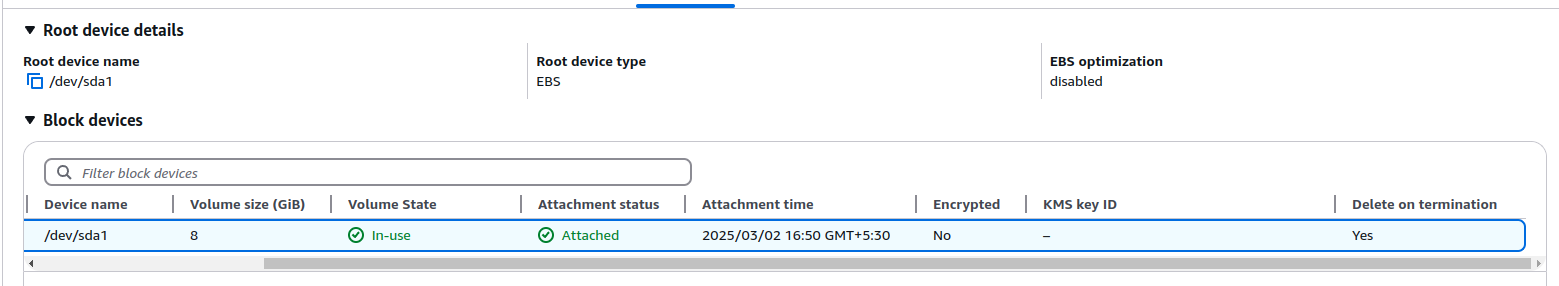 Root device details
Root device name Root device type EBS optimization
/dev/sda1 EBS disabled
Block devices
Filter block devices
Device name Volume size (GiB) Volume State Attachment status Attachment time Encrypted KMS key ID Delete on termination
/dev/sda1 8 In-use Attached 2025/03/02 16:50 GMT+5:30 No – Yes